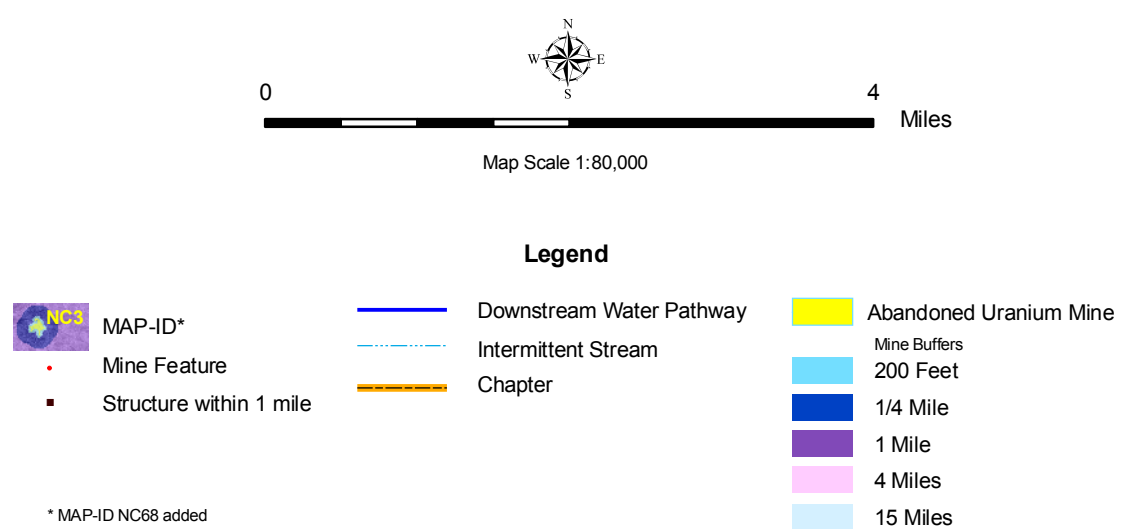 N
W E
S
0 4
Miles
Map Scale 1:80,000
Legend
NC3
MAP-ID*
Mine Feature
Structure within 1 mile
* MAP-ID NC68 added
Downstream Water Pathway
Intermittent Stream
Chapter
Abandoned Uranium Mine
Mine Buffers
200 Feet
1/4 Mile
1 Mile
4 Miles
15 Miles